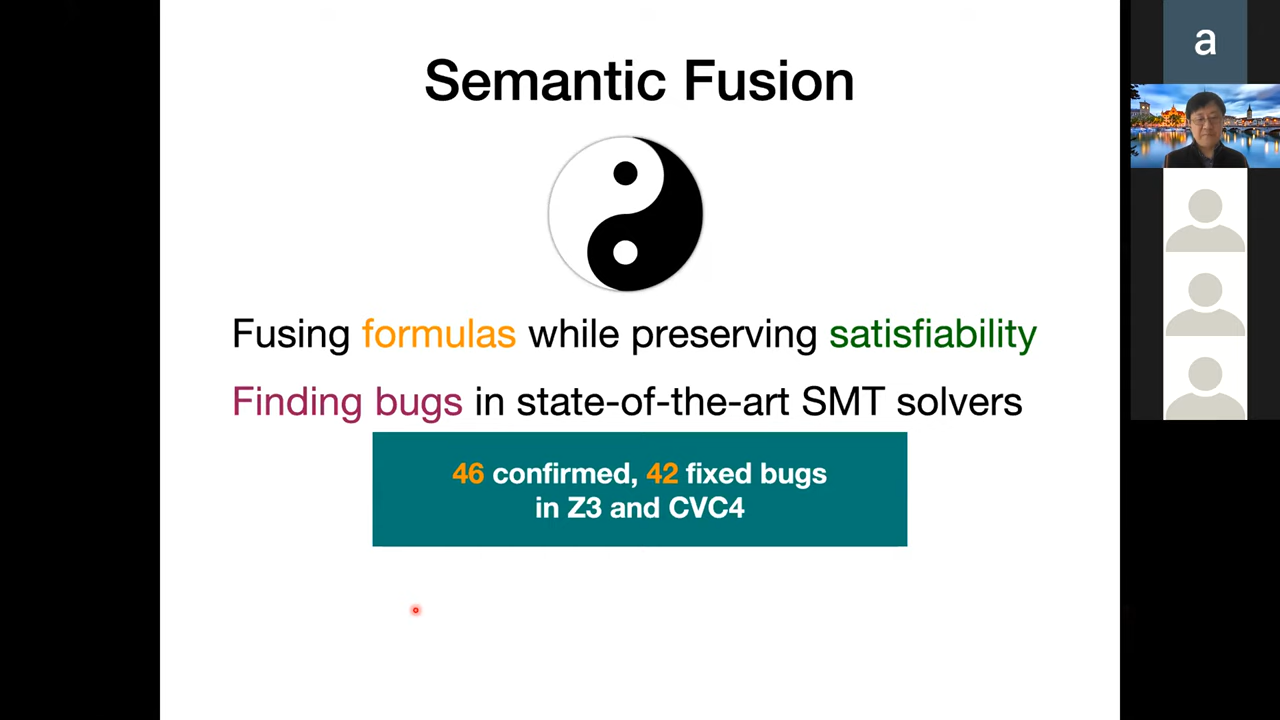 Semantic Fusion
Fusing formulas while preserving satisfiability
Finding bugs in state-of-the-art SMT solvers
46 confirmed, 42 fixed bugs
in Z3 and CVC4
a